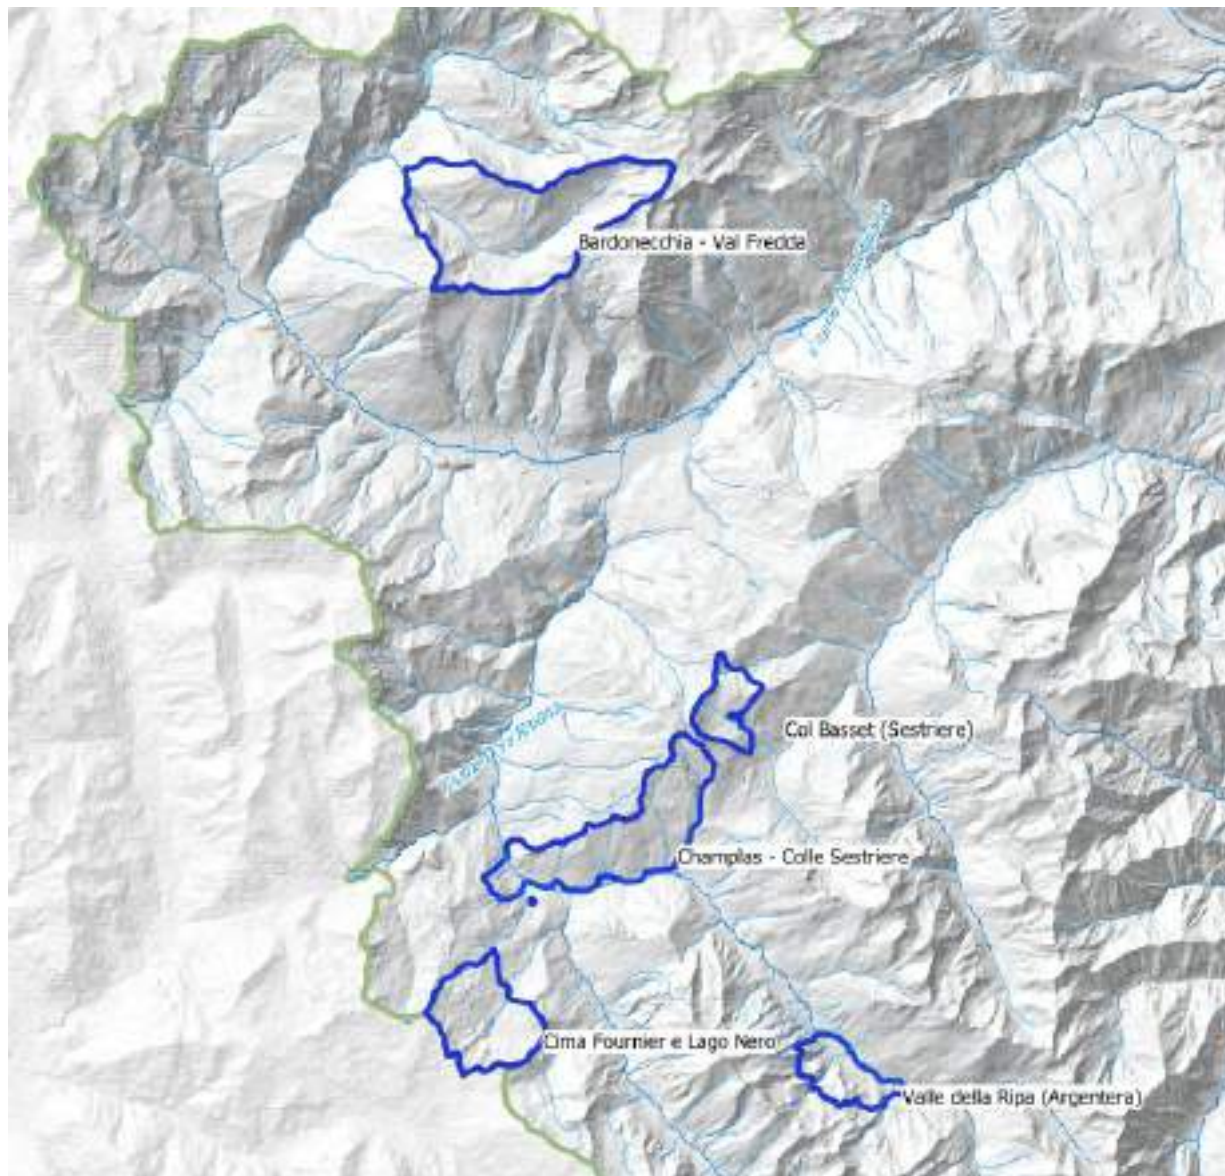 Bardonecchia - Val Fredda
Col Basset (Sestriere)
Champlas - Colle Sestriere
Cima Fournier e Lago Nero
Valle della Ripa (Argentera)